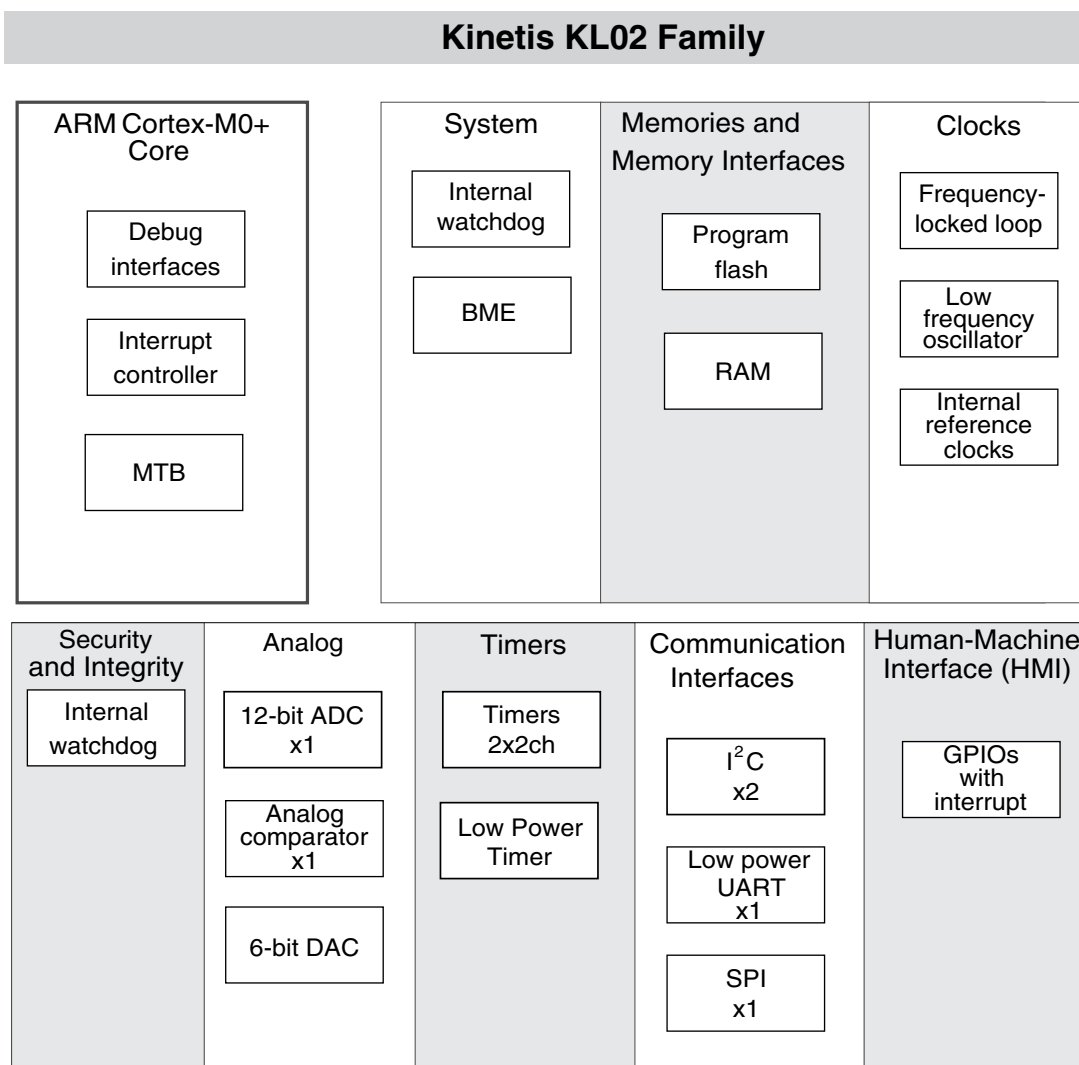 Kinetis KL02 Family
ARM Cortex-M0+
Core
Debug
interfaces
Interrupt
controller
MTB
System
Internal
watchdog
BME
Memories and
Memory Interfaces
Program
flash
RAM
Clocks
Frequency-
locked loop
Low
frequency
oscillator
Internal
reference
clocks
Security
and Integrity
Internal
watchdog
Analog
12-bit ADC
x1
Analog
comparator
x1
6-bit DAC
Timers
Timers
2x2ch
Low Power
Timer
Communication
Interfaces
I²C
x2
Low power
UART
x1
SPI
x1
Human-Machine
Interface (HMI)
GPIOs
with
interrupt